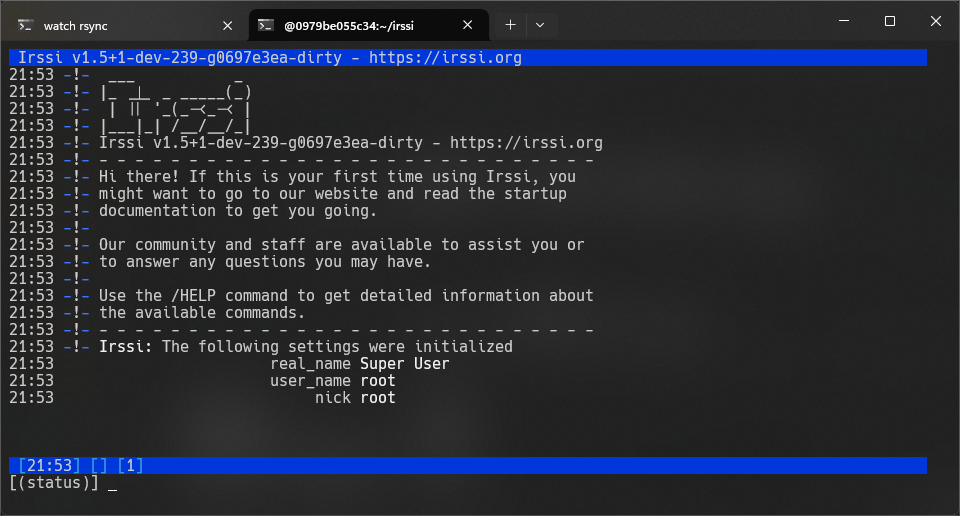 watch rsync
@0979be055c34:~/irssi
Irssi v1.5+1-dev-239-g0697e3ea-dirty - https://irssi.org
21:53 -!-  ___           _
21:53 -!- |_ _|_ _ _____(_)
21:53 -!-  | || '_(_-<_-< |
21:53 -!- |___|_| /__/__/_|
21:53 -!- Irssi v1.5+1-dev-239-g0697e3ea-dirty - https://irssi.org
21:53 -!- - - - - - - - - - - - - - - - - - - - - - - - - - - - -
21:53 -!- Hi there! If this is your first time using Irssi, you
21:53 -!- might want to go to our website and read the startup
21:53 -!- documentation to get you going.
21:53 -!-
21:53 -!- Our community and staff are available to assist you or
21:53 -!- to answer any questions you may have.
21:53 -!-
21:53 -!- Use the /HELP command to get detailed information about
21:53 -!- the available commands.
21:53 -!- - - - - - - - - - - - - - - - - - - - - - - - - - - - -
21:53 -!- Irssi: The following settings were initialized
21:53                        real_name Super User
21:53                        user_name root
21:53                             nick root
[21:53] [] [1]
[(status)] _